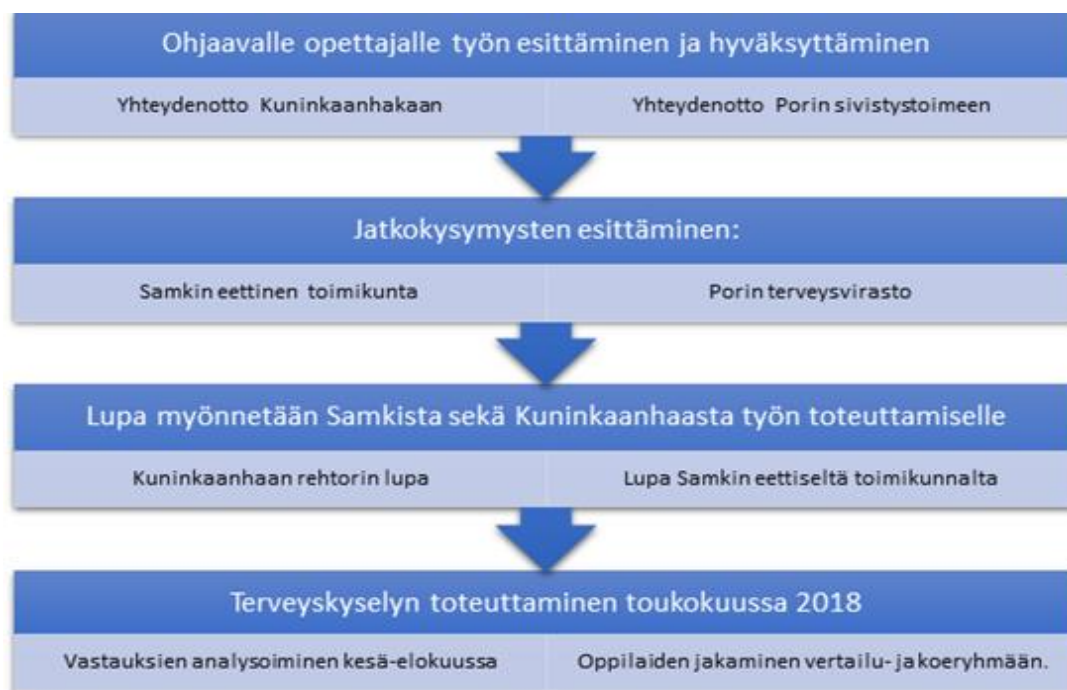 Ohjaavalle opettajalle työn esittäminen ja hyväksyttäminen
Yhteydenotto Kuninkaanhakaan
Yhteydenotto Porin sivistystoimeen
Jatkokysymysten esittäminen:
Samkin eettinen toimikunta
Porin terveysvirasto
Lupa myönnetään Samkista sekä Kuninkaanhaasta työn toteuttamiselle
Kuninkaanhaan rehtorin lupa
Lupa Samkin eettiseltä toimikunnalta
Terveyskyselyn toteuttaminen toukokuussa 2018
Vastauksien analysoiminen kesä-elokuussa
Oppilaiden jakaminen vertailu- ja koeryhmään.